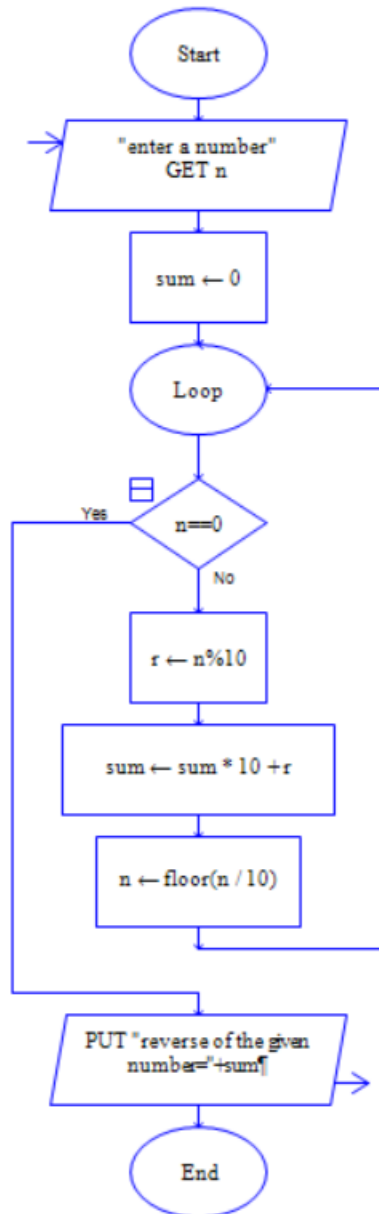 Start
"enter a number"
GET n
sum ← 0
Loop
Yes
n==0
No
r ← n%10
sum ← sum * 10 + r
n ← floor(n / 10)
PUT "reverse of the given
number="+sum¶
End